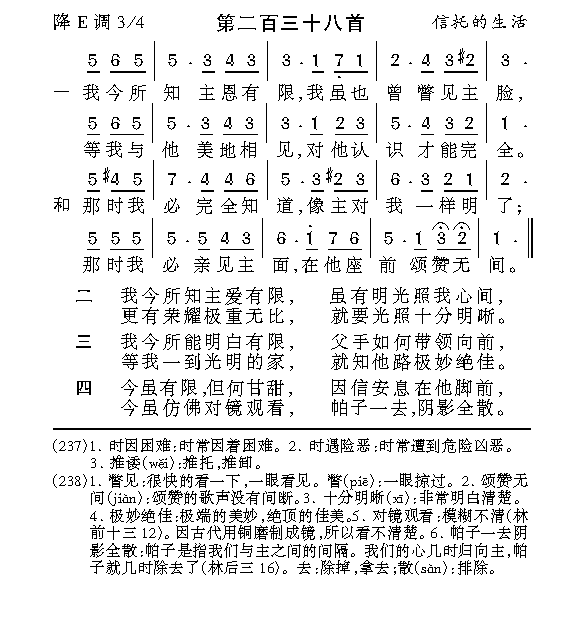 降E调3/4 第二百三十八首 信托的生活
5 6 5 | 5 · 3 4 3 | 3 · 1 7 1 | 2 · 4 3 #2 | 3 ·
一 我今所 知 主恩有 限,我虽也 曾 瞥见主 脸,
5 6 5 | 5 · 3 4 3 | 3 · 1 2 3 | 5 · 4 3 2 | 1 ·
等我与 他 美地相 见,对他认 识 才能完 全。
5 #4 5 | 7 · 4 4 6 | 5 · 3 #2 3 | 6 · 3 2 1 | 2 ·
和 那时我 必 完全知 道,像主对 我 一样明 了;
5 5 5 | 5 · 5 4 3 | 6 · 1 7 6 | 5 · 1 3 2 | 1 · ‖
那时我 必 亲见主 面,在他座 前 颂赞无 间。
二 我今所知主爱有限, 虽有明光照我心间,
更有荣耀极重无比, 就要光照十分明晰。
三 我今所能明白有限, 父手如何带领向前,
等我一到光明的家, 就知他路极妙绝佳。
四 今虽有限,但何甘甜, 因信安息在他脚前,
今虽仿佛对镜观看, 帕子一去,阴影全散。
(237)1. 时因困难:时常因着困难。2. 时遇险恶:时常遭到危险凶恶。
3. 推诿(wěi):推托,推卸。
(238)1. 瞥见:很快的看一下,一眼看见。瞥(piē):一眼掠过。2. 颂赞无
间(jiàn):颂赞的歌声没有间断。3. 十分明晰(xī):非常明白清楚。
4. 极妙绝佳:极端的美妙,绝顶的佳美。5. 对镜观看:模糊不清(林
前十三12)。因古代用铜磨制成镜,所以看不清楚。6. 帕子一去阴
影全散:帕子是指我们与主之间的间隔。我们的心几时归向主,帕
子就几时除去了(林后三16)。去:除掉,拿去;散(sàn):排除。